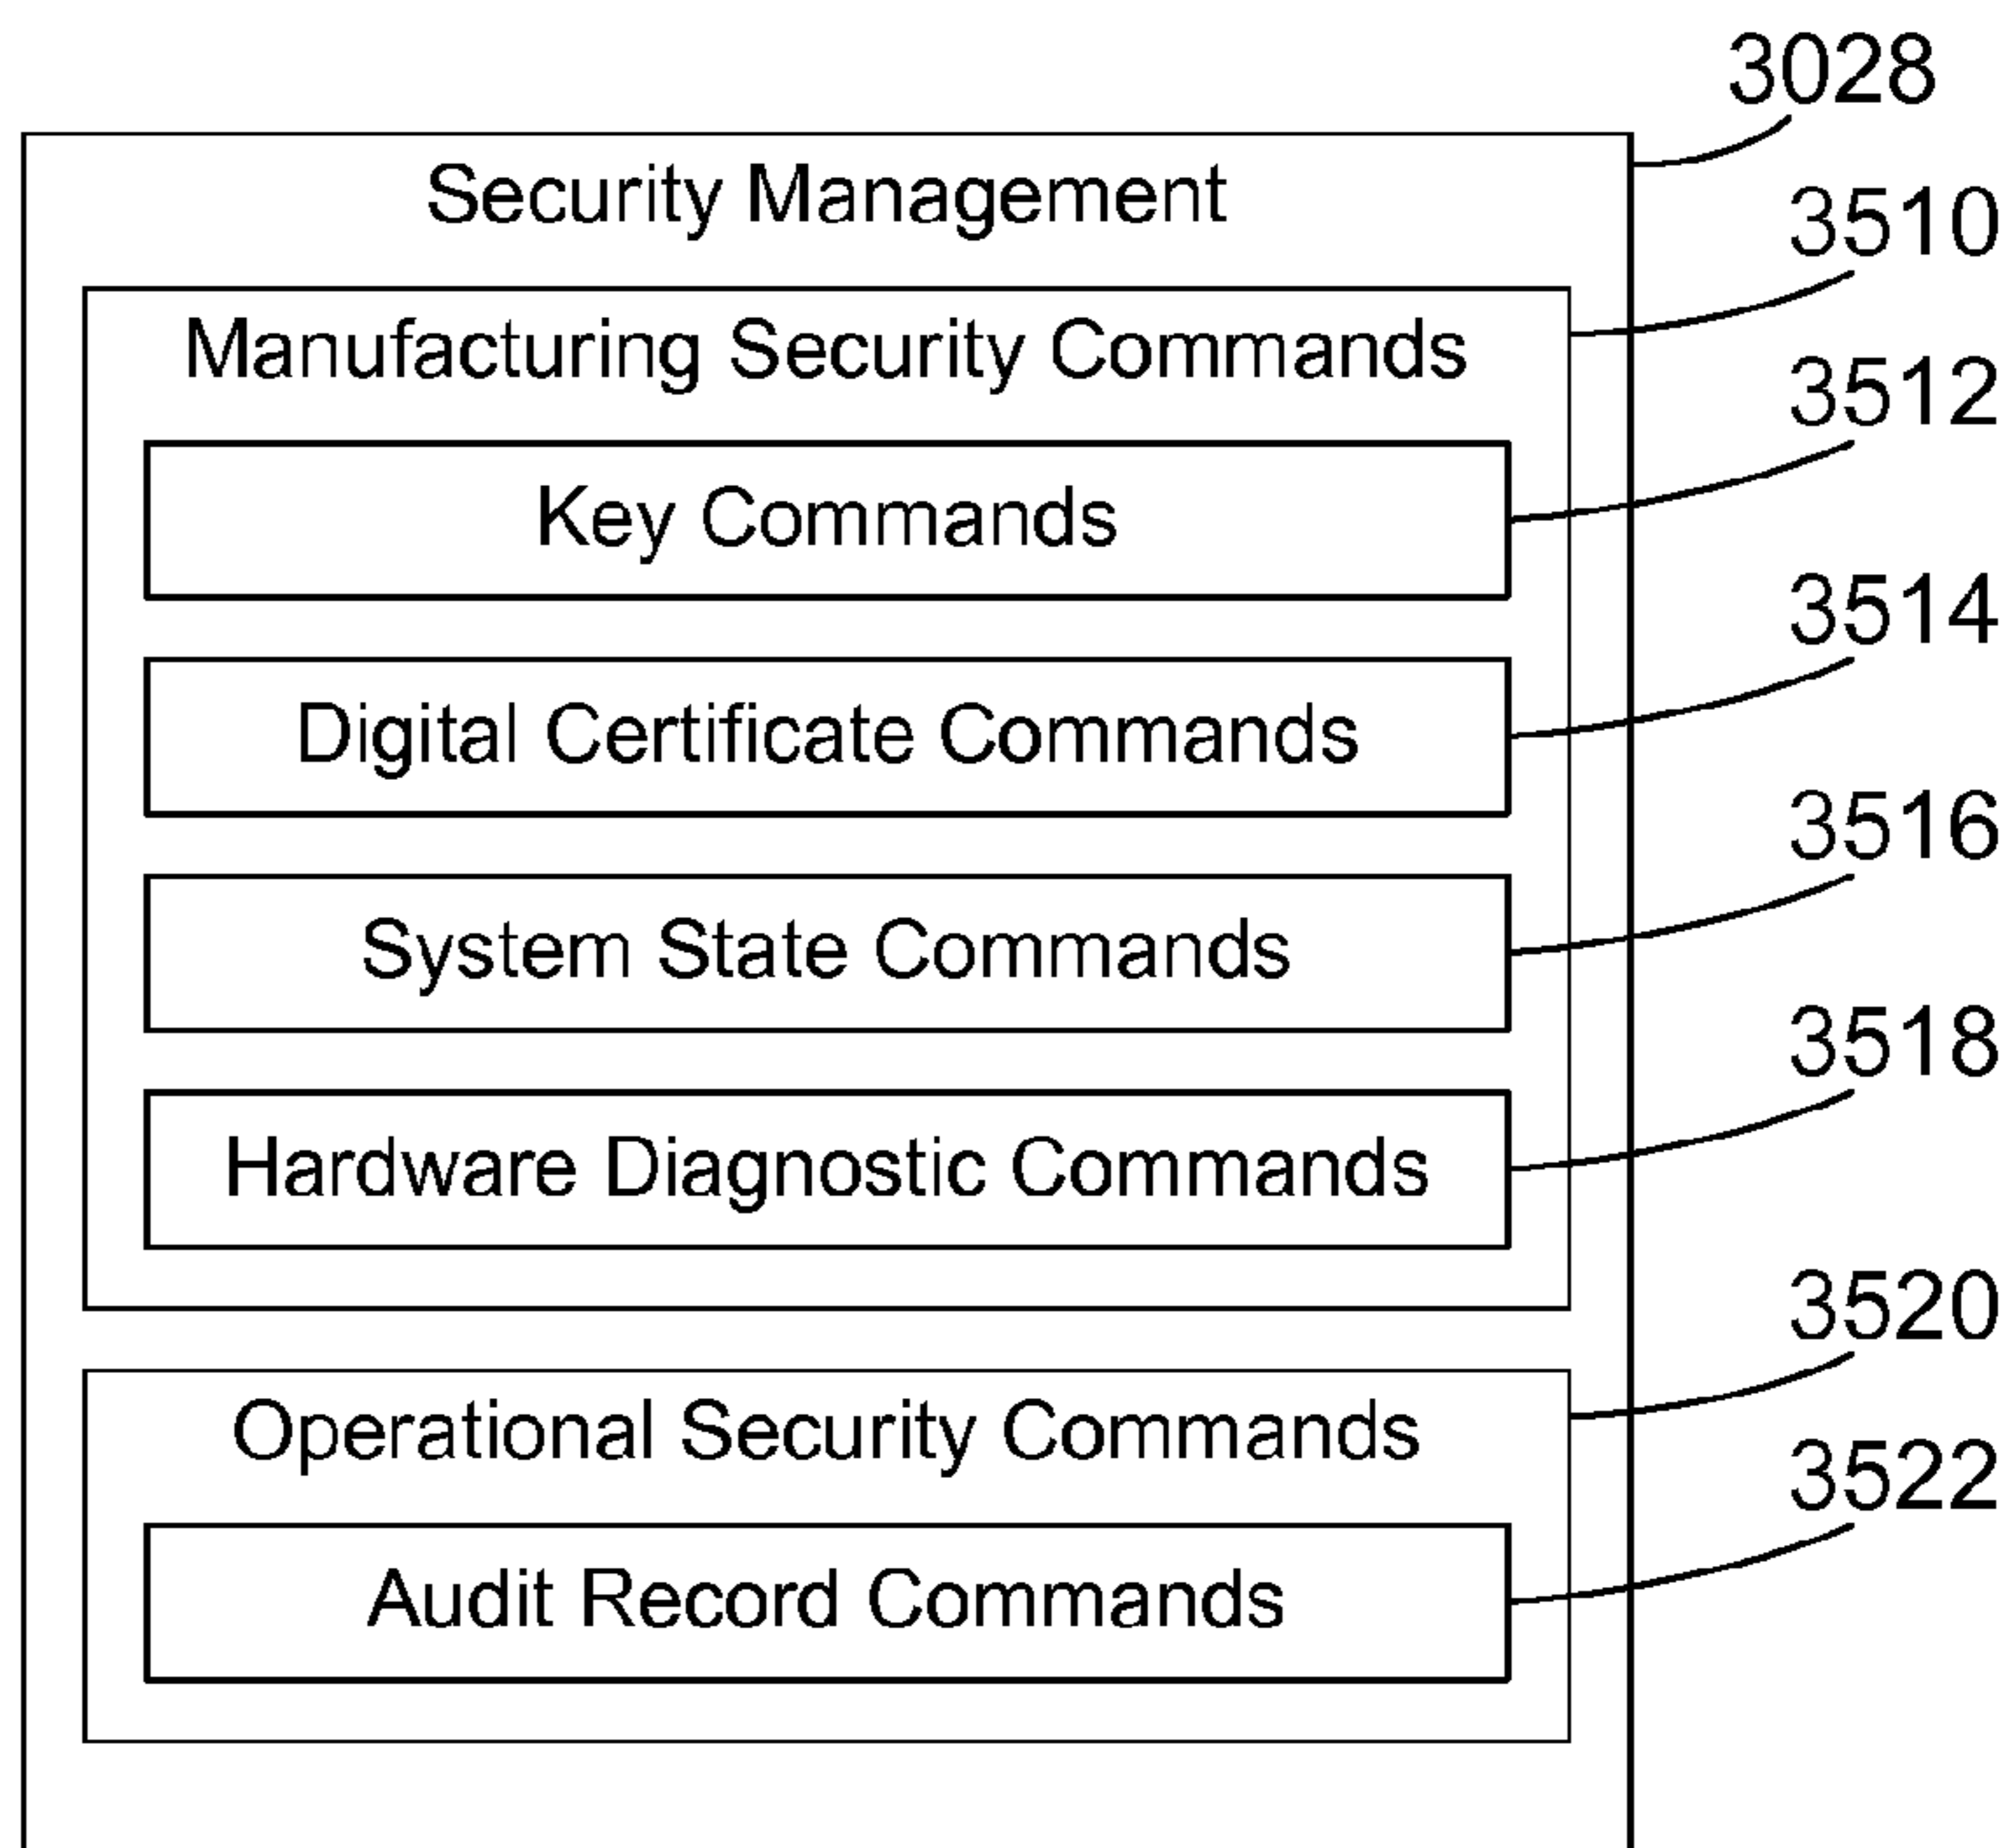 3028
Security Management
3510
Manufacturing Security Commands
3512
Key Commands
3514
Digital Certificate Commands
3516
System State Commands
3518
Hardware Diagnostic Commands
3520
Operational Security Commands
3522
Audit Record Commands